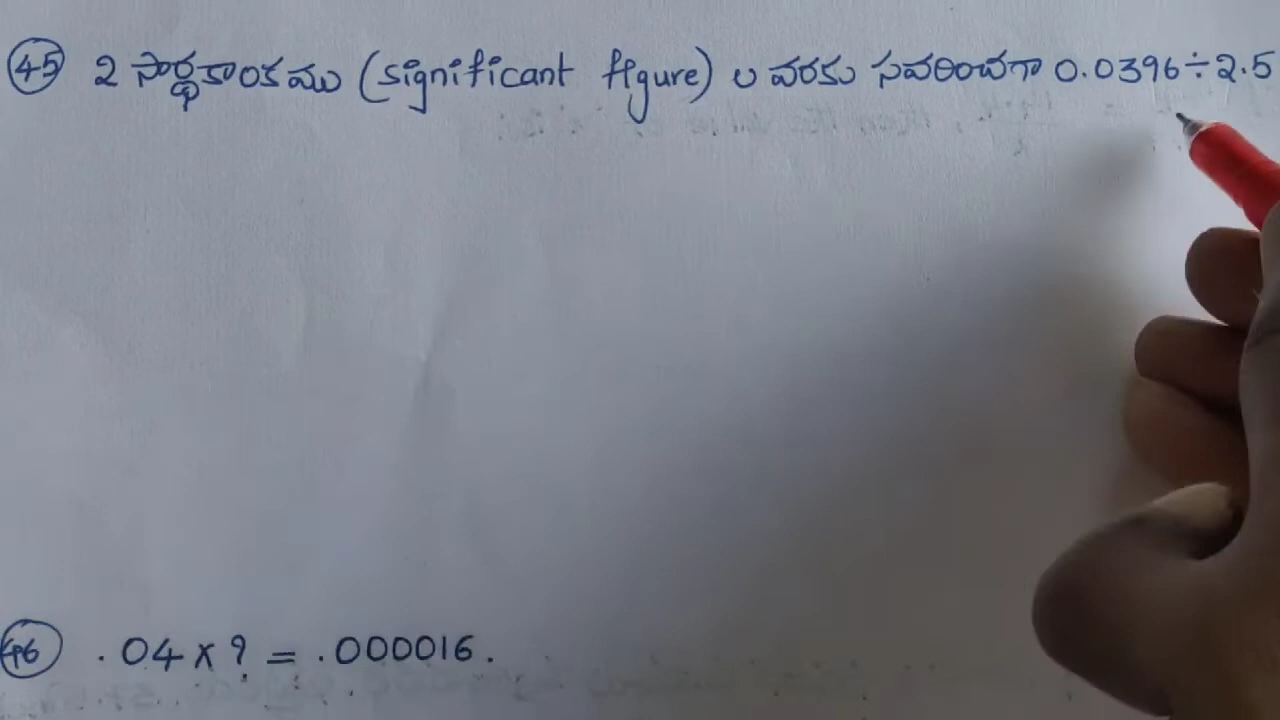 45 2 సార్థకాంకము (significant figure) ల వరకు సవరించగా 0.0396÷2.5
46 .04 x ? = .000016.